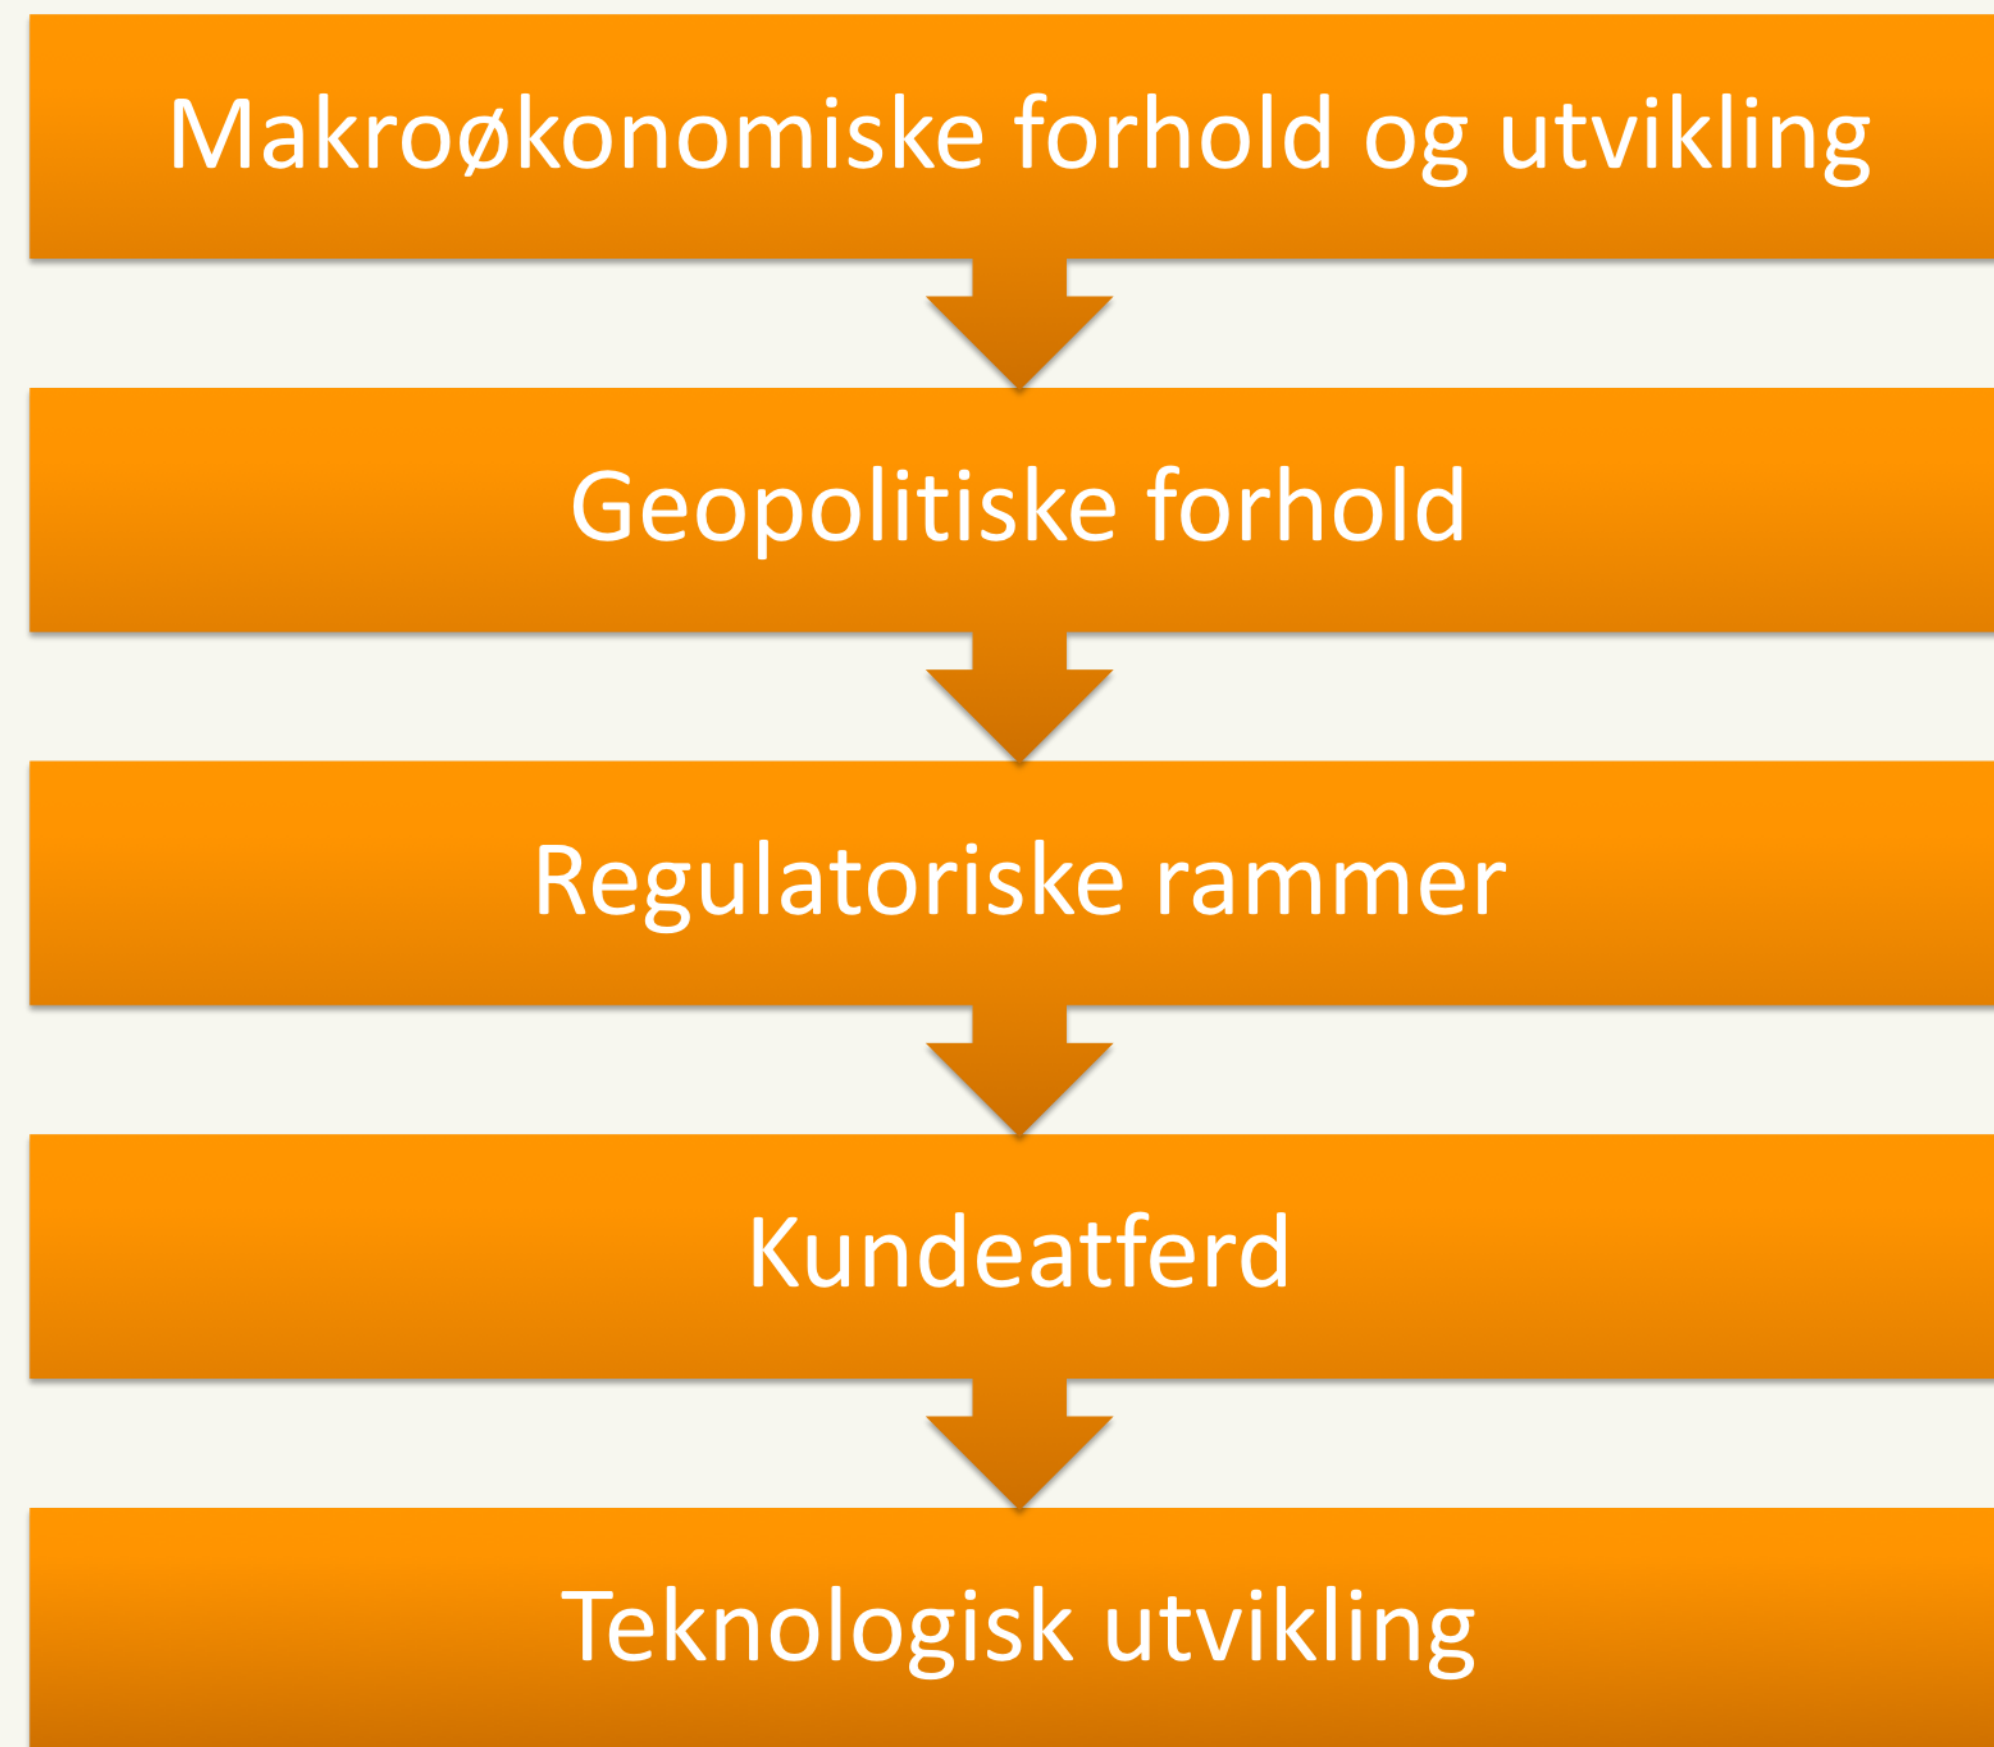 Makroøkonomiske forhold og utvikling
Geopolitiske forhold
Regulatoriske rammer
Kundeatferd
Teknologisk utvikling